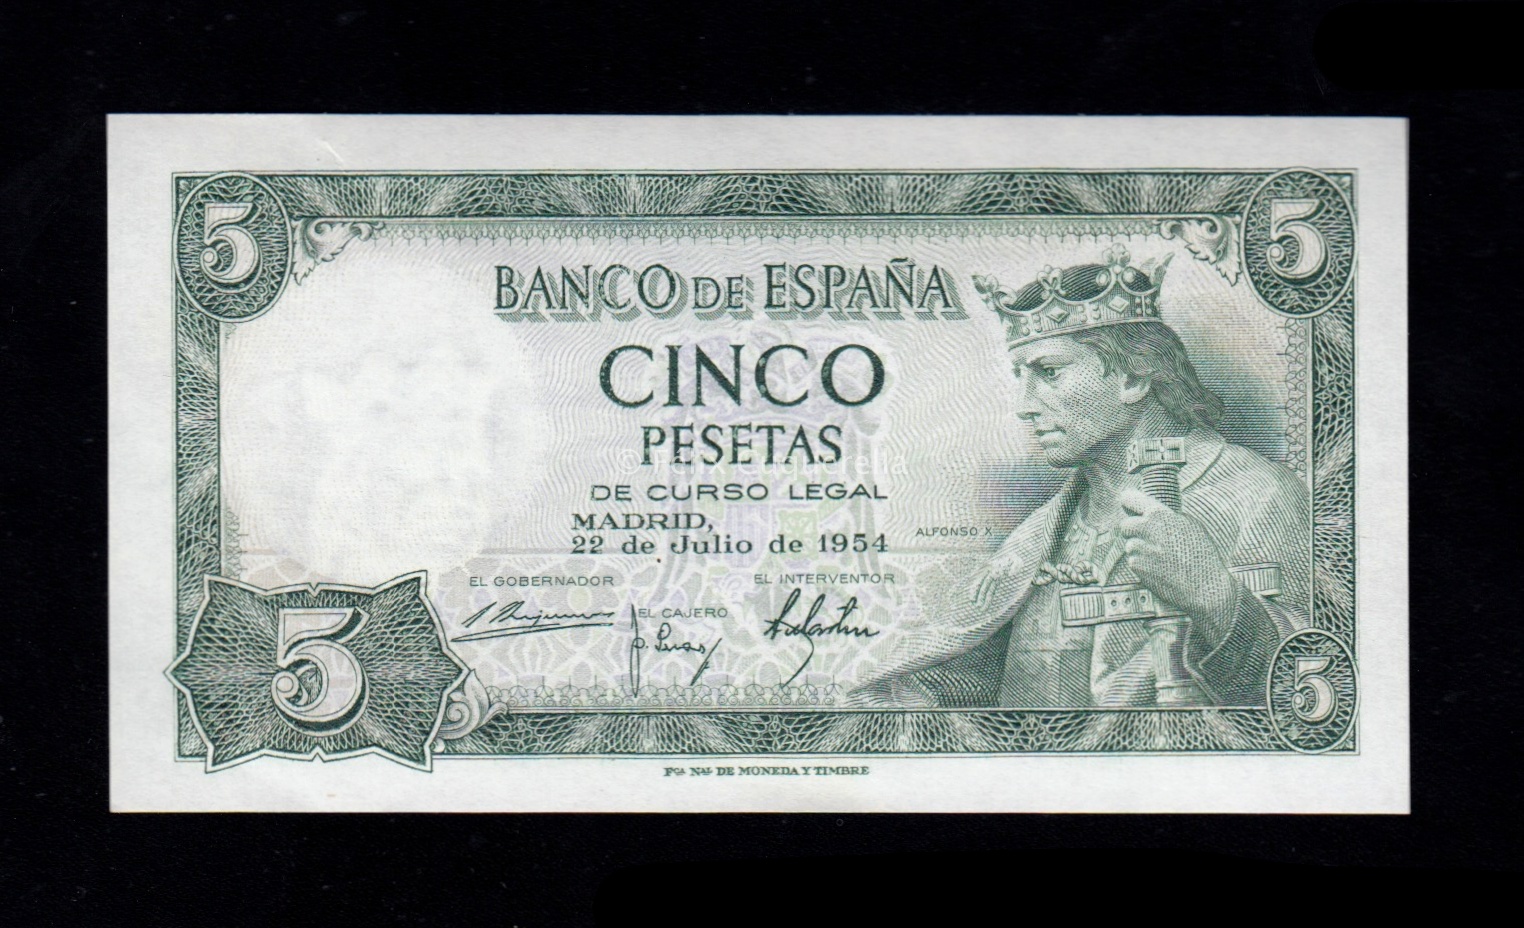 5
5
BANCO DE ESPAÑA
CINCO
PESETAS
DE CURSO LEGAL
MADRID,
22 de Julio de 1954
ALFONSO X
EL GOBERNADOR
EL INTERVENTOR
EL CAJERO
5
5
Fca Nal DE MONEDA Y TIMBRE